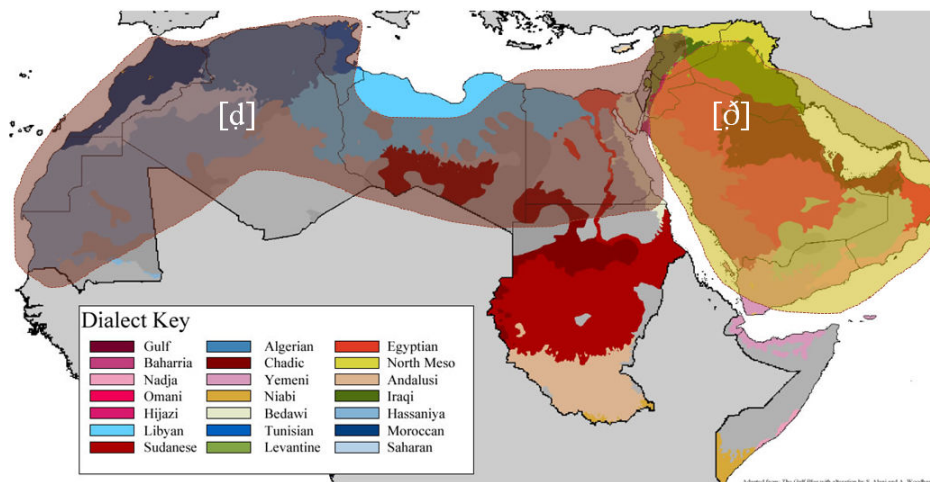 [ḍ]
[ð̣]
Dialect Key
Gulf Algerian Egyptian
Baharria Chadic North Meso
Nadja Yemeni Andalusi
Omani Niabi Iraqi
Hijazi Bedawi Hassaniya
Libyan Tunisian Moroccan
Sudanese Levantine Saharan